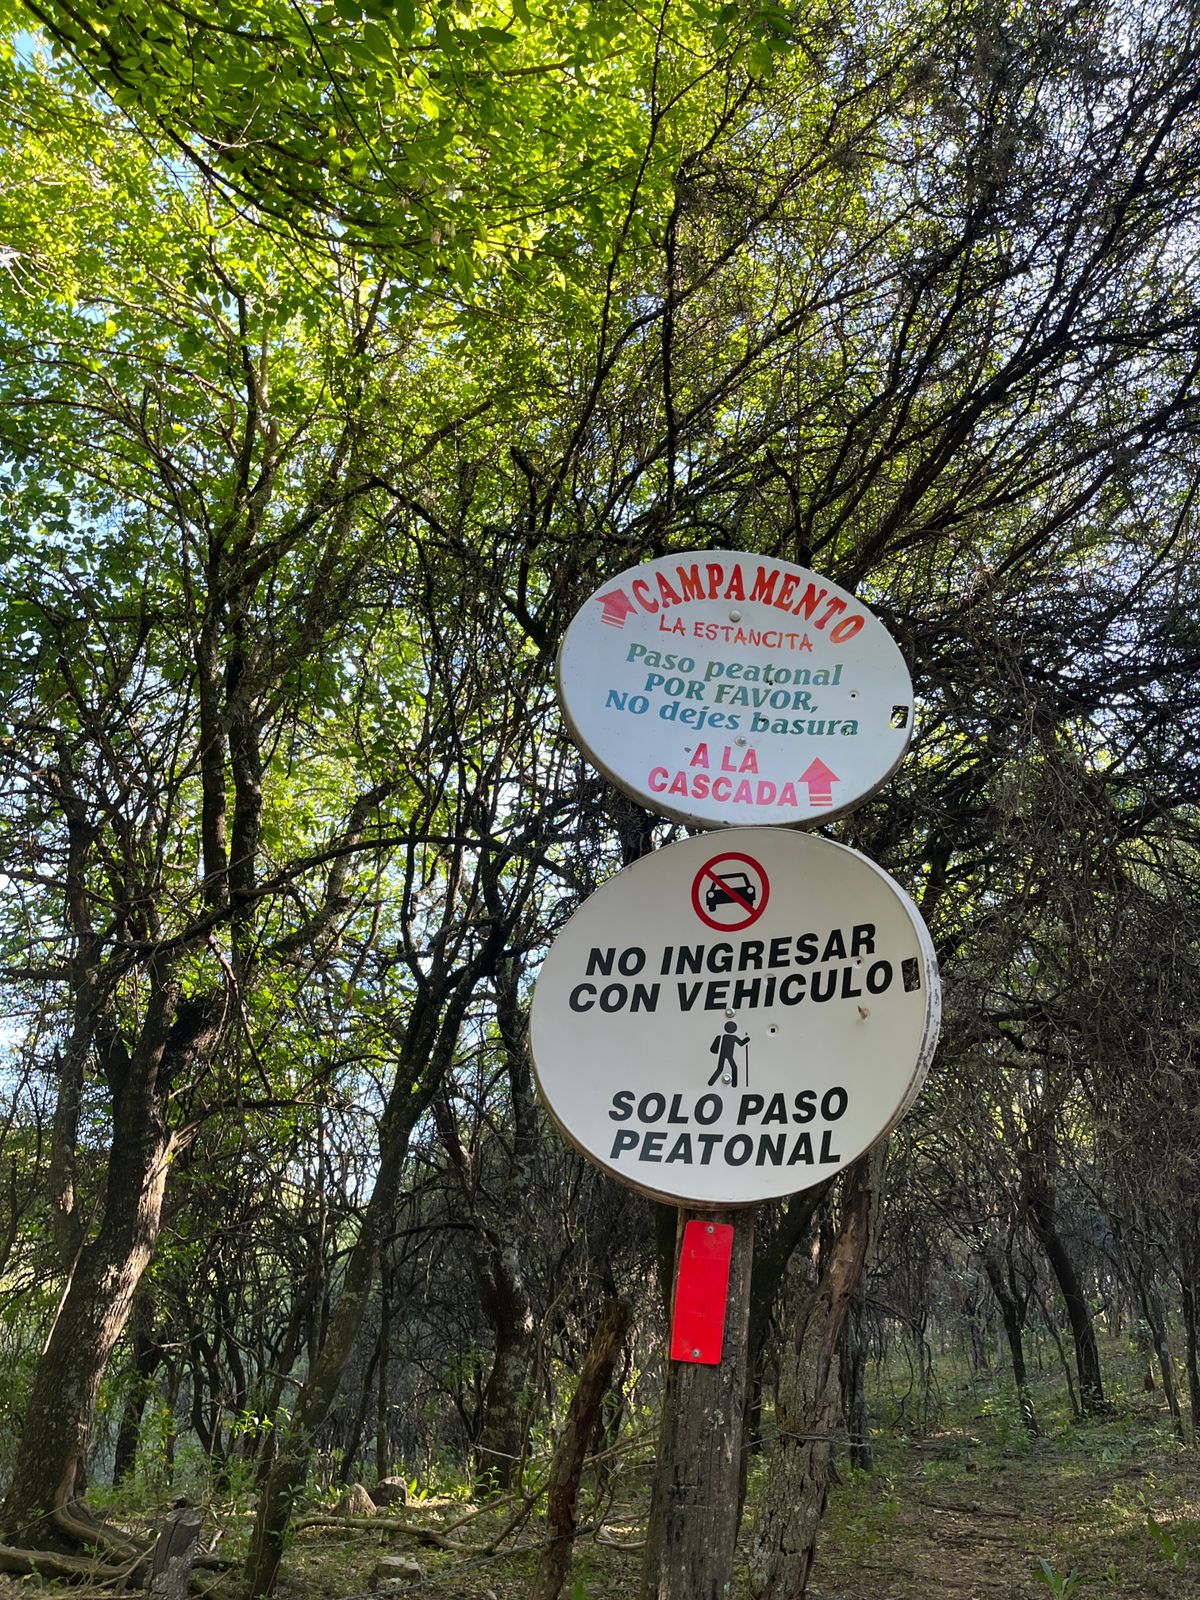 CAMPAMENTO
LA ESTANCITA
Paso peatonal
POR FAVOR,
NO dejes basura
A LA
CASCADA
NO INGRESAR
CON VEHICULO
SOLO PASO
PEATONAL